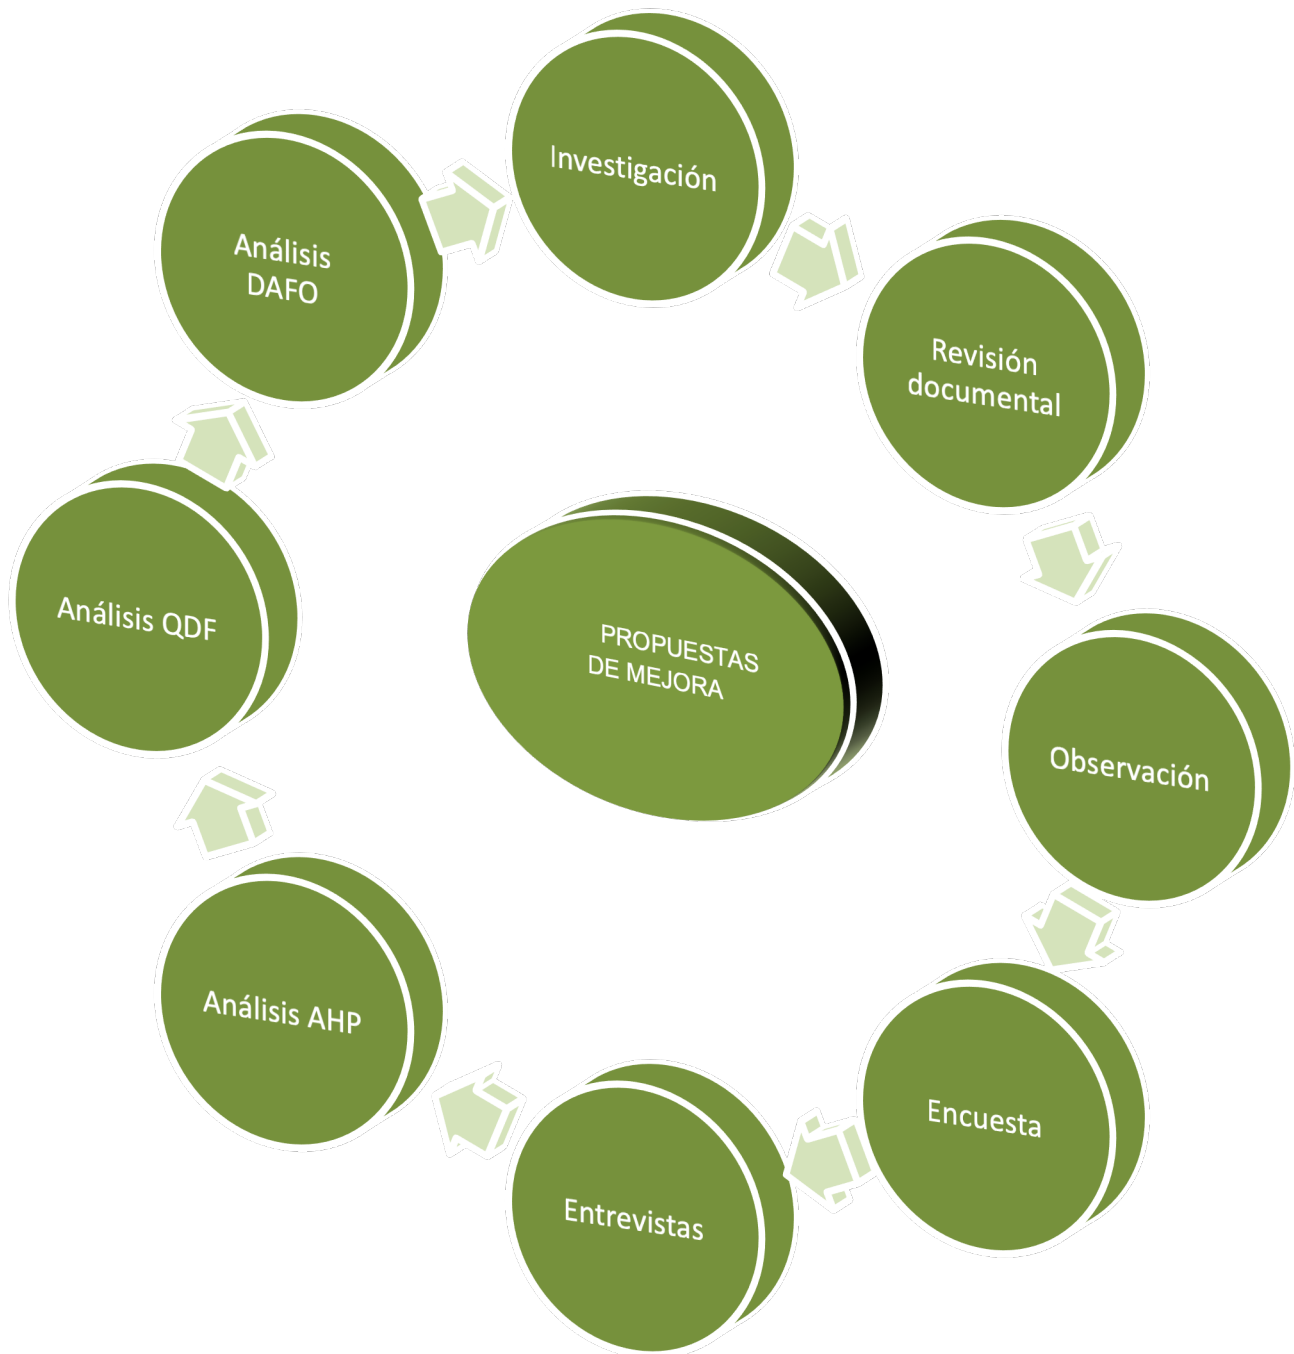 Investigación
Revisión
documental
Observación
Encuesta
Entrevistas
Análisis AHP
Análisis QDF
Análisis
DAFO
PROPUESTAS
DE MEJORA